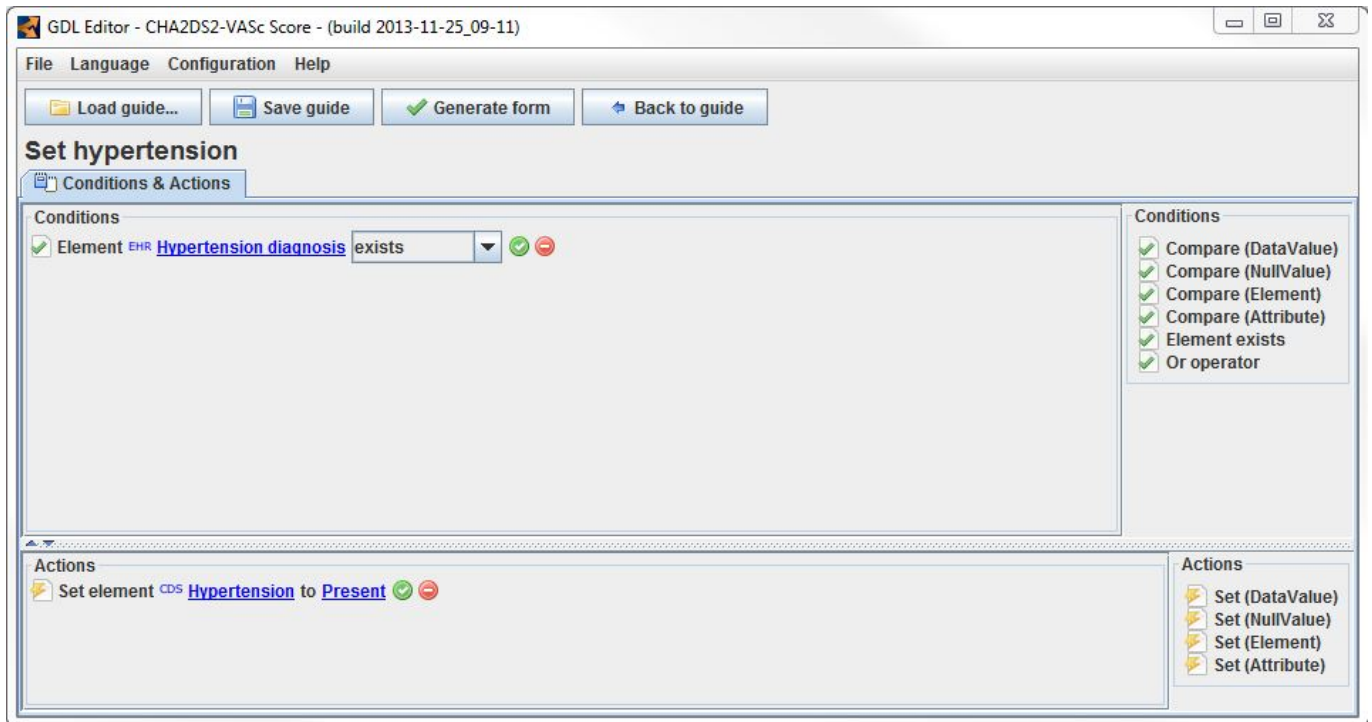 GDL Editor - CHA2DS2-VASc Score - (build 2013-11-25_09-11)
File Language Configuration Help
Load guide... Save guide Generate form Back to guide
Set hypertension
Conditions & Actions
Conditions
Element EHR Hypertension diagnosis exists
Conditions
Compare (DataValue)
Compare (NullValue)
Compare (Element)
Compare (Attribute)
Element exists
Or operator
Actions
Set element CDS Hypertension to Present
Actions
Set (DataValue)
Set (NullValue)
Set (Element)
Set (Attribute)